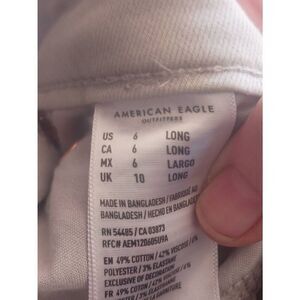 AMERICAN EAGLE
OUTFITTERS
US 6 LONG
CA 6 LONG
MX 6 LARGO
UK 10 LONG
MADE IN BANGLADESH / FABRIQUÉ AU
BANGLADESH / HECHO EN BANGLADESH
RN 54485 / CA 03873
RFC# AEM120605U9A
EN 49% COTTON / 42% VISCOSE / 6%
POLYESTER / 3% ELASTANE
EXCLUSIVE OF DECORATION
FR 49% COTON / 42%